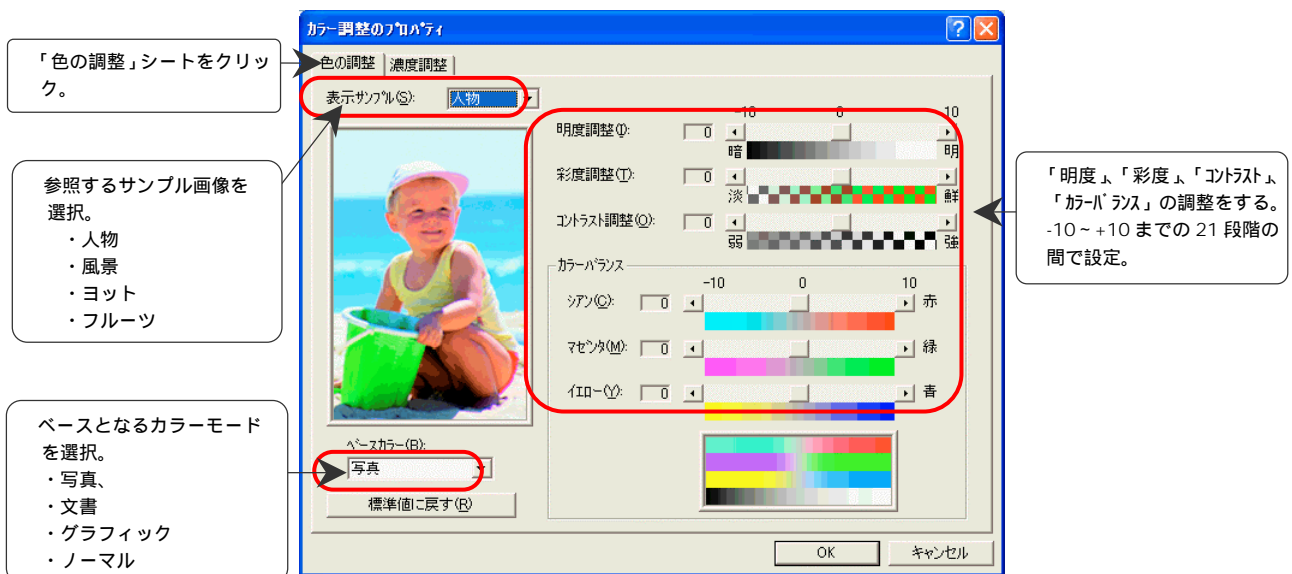 カラー調整のプロパティ
「色の調整」シートをクリッ
ク。
色の調整 濃度調整
表示サンプル(S): 人物
参照するサンプル画像を
選択。
・人物
・風景
・ヨット
・フルーツ
-10 0 10
明度調整(I): 0
暗 明
彩度調整(T): 0
淡 鮮
コントラスト調整(O): 0
弱 強
カラーバランス
-10 0 10
シアン(C): 0 赤
マゼンタ(M): 0 緑
イエロー(Y): 0 青
「明度」、「彩度」、「コントラスト」、
「カラーバランス」の調整をする。
-10~+10 までの 21 段階の
間で設定。
ベースとなるカラーモード
を選択。
・写真、
・文書
・グラフィック
・ノーマル
ベースカラー(B):
写真
標準値に戻す(R)
OK キャンセル